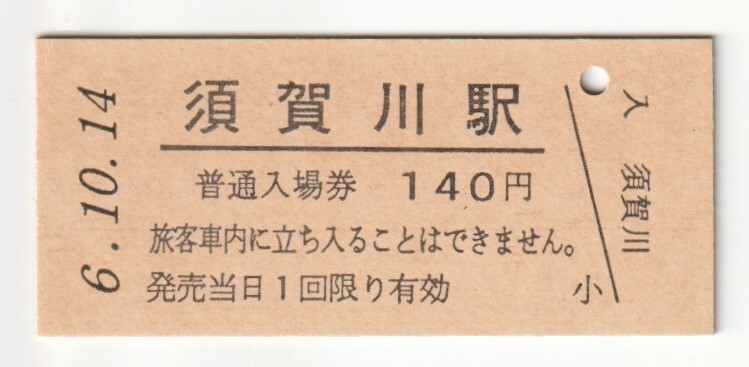 6.10.14
須賀川駅
普通入場券 140円
旅客車内に立ち入ることはできません。
発売当日1回限り有効
小
入 須賀川